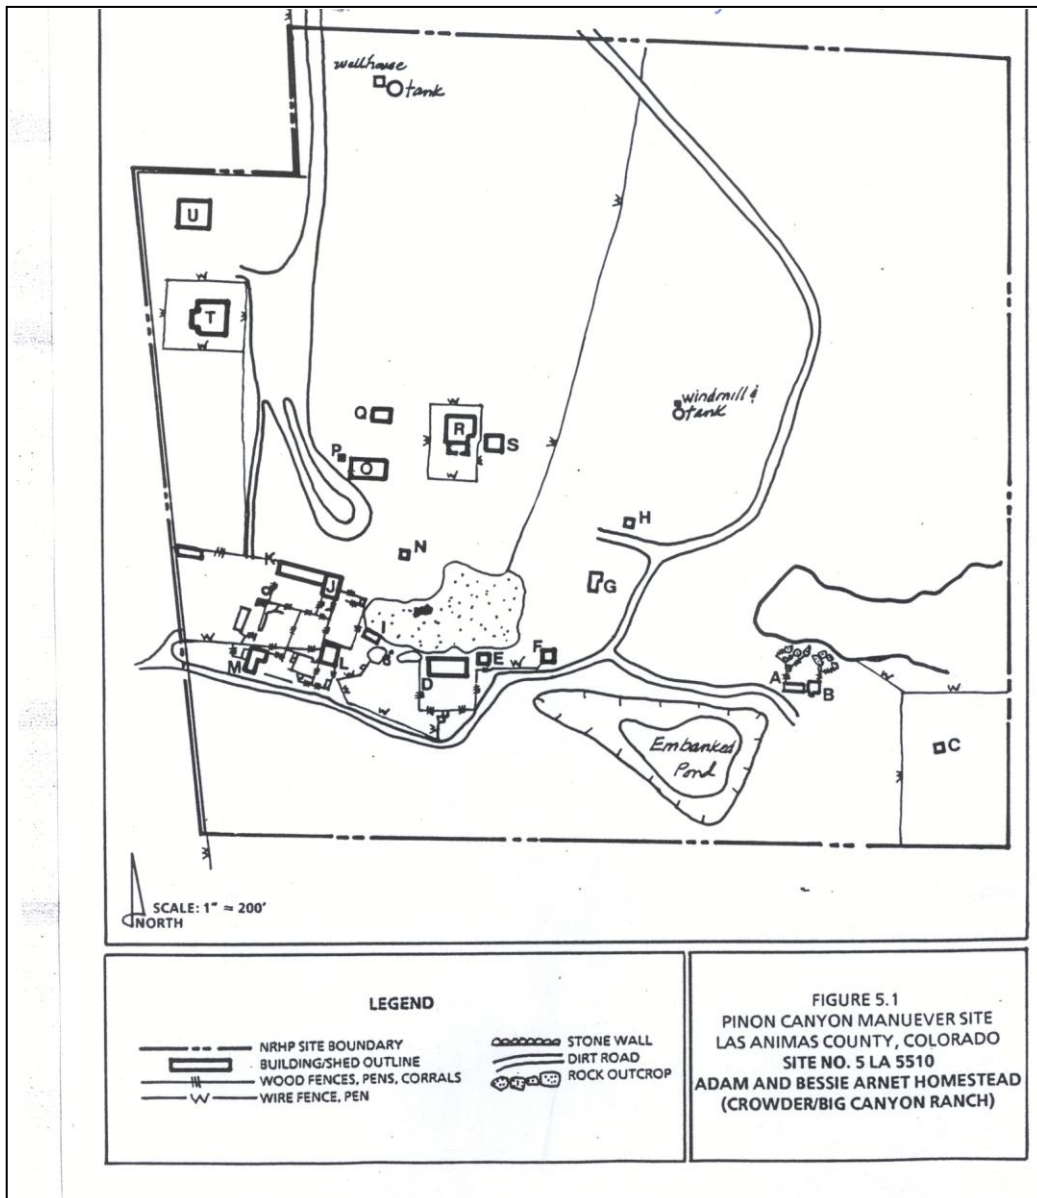 wellhouse
tank
U
T
windmill &
tank
Q
R
S
P
O
H
N
K
J
G
I
L
M
D
E
F
A
B
C
Embanked
Pond
SCALE: 1" = 200'
NORTH
LEGEND
NRHP SITE BOUNDARY
BUILDING/SHED OUTLINE
WOOD FENCES, PENS, CORRALS
W WIRE FENCE, PEN
STONE WALL
DIRT ROAD
ROCK OUTCROP
FIGURE 5.1
PINON CANYON MANUEVER SITE
LAS ANIMAS COUNTY, COLORADO
SITE NO. 5 LA 5510
ADAM AND BESSIE ARNET HOMESTEAD
(CROWDER/BIG CANYON RANCH)